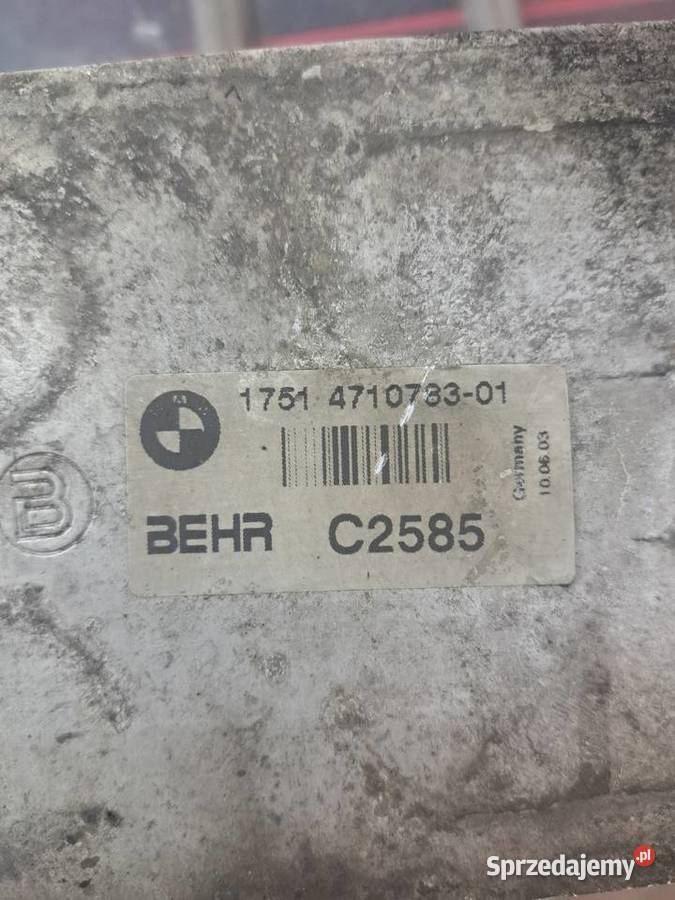 1751 4710783-01
Germany
10.06.03
BEHR C2585
B
Sprzedajemy.pl